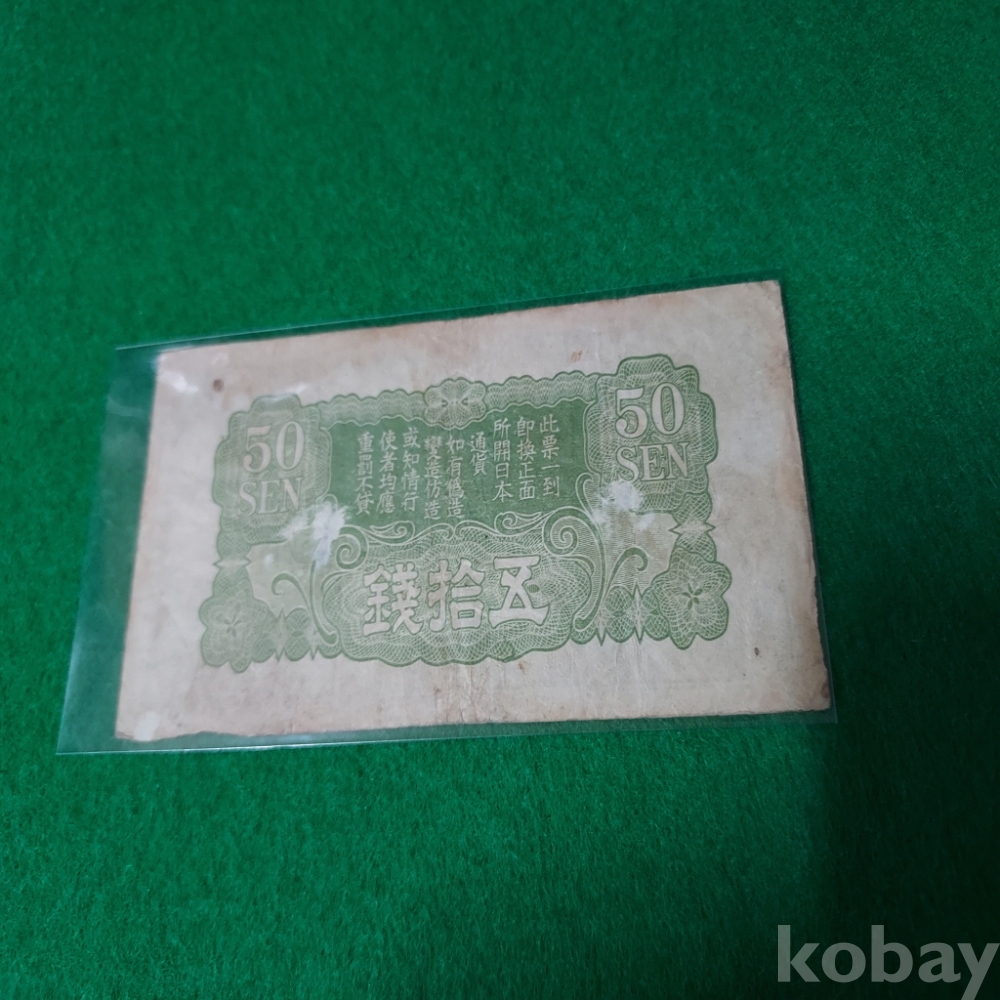 50
SEN
50
SEN
此票一到
即換正面
所開日本
通貨
如有偽造
變造仿造
或知情行
使者均應
重罰不貸
五拾錢
kobay